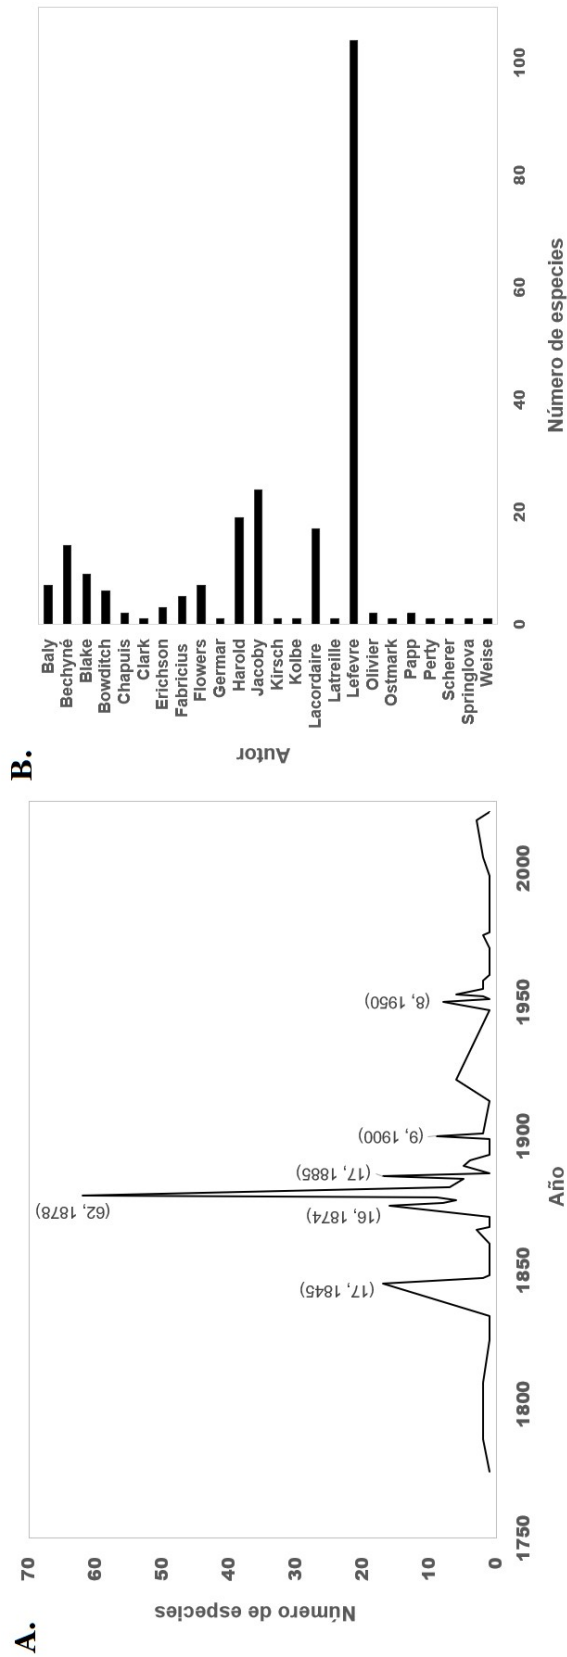 A.
Número de especies
70
60
50
40
30
20
10
0
(62, 1878)
(17, 1845)
(16, 1874)
(17, 1885)
(9, 1900)
(8, 1950)
1750
1800
1850
1900
1950
2000
Año
B.
Autor
Baly
Bechyné
Blake
Bowditch
Chapuis
Clark
Erichson
Fabricius
Flowers
Germar
Harold
Jacoby
Kirsch
Kolbe
Lacordaire
Latreille
Lefevre
Olivier
Ostmark
Papp
Perty
Scherer
Springlova
Weise
0
20
40
60
80
100
Número de especies